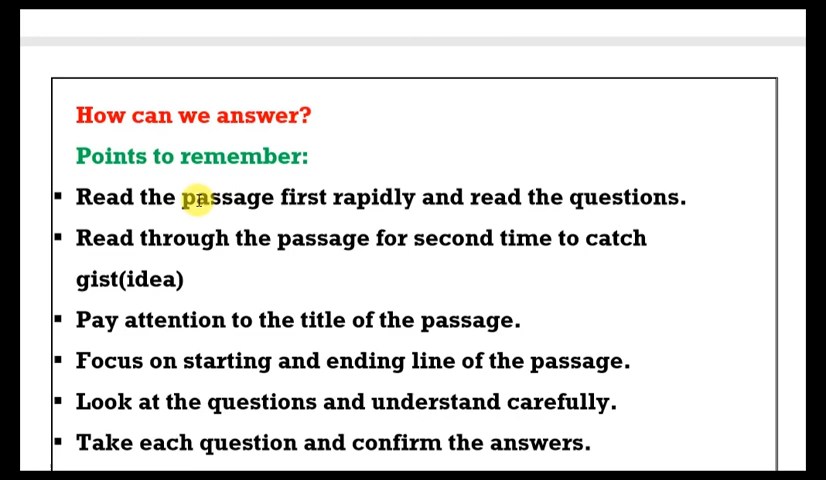 How can we answer?
Points to remember:
▪ Read the passage first rapidly and read the questions.
▪ Read through the passage for second time to catch
gist(idea)
▪ Pay attention to the title of the passage.
▪ Focus on starting and ending line of the passage.
▪ Look at the questions and understand carefully.
▪ Take each question and confirm the answers.